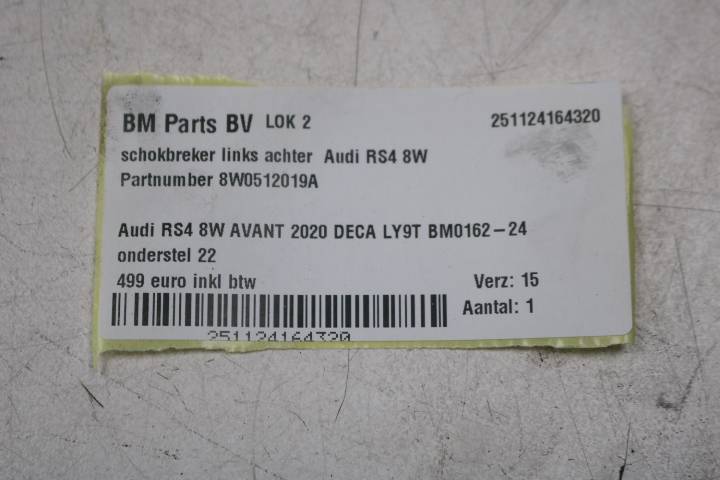 BM Parts BV LOK 2 251124164320
schokbreker links achter Audi RS4 8W
Partnumber 8W0512019A
Audi RS4 8W AVANT 2020 DECA LY9T BM0162-24
onderstel 22
499 euro inkl btw Verz: 15
Aantal: 1
251124164320